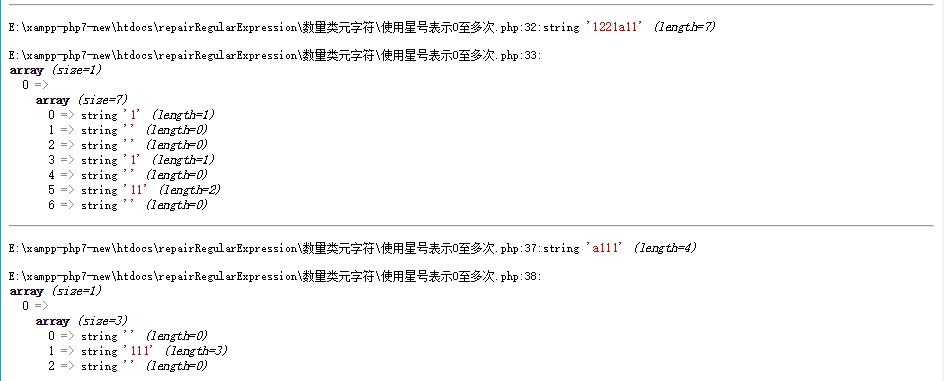 E:\xampp-php7-new\htdocs\repairRegularExpression\数量类元字符\使用星号表示0至多次.php:32:string '1221a11' (length=7)
E:\xampp-php7-new\htdocs\repairRegularExpression\数量类元字符\使用星号表示0至多次.php:33:
array (size=1)
0 =>
array (size=7)
0 => string '1' (length=1)
1 => string '' (length=0)
2 => string '' (length=0)
3 => string '1' (length=1)
4 => string '' (length=0)
5 => string '11' (length=2)
6 => string '' (length=0)
E:\xampp-php7-new\htdocs\repairRegularExpression\数量类元字符\使用星号表示0至多次.php:37:string 'a111' (length=4)
E:\xampp-php7-new\htdocs\repairRegularExpression\数量类元字符\使用星号表示0至多次.php:38:
array (size=1)
0 =>
array (size=3)
0 => string '' (length=0)
1 => string '111' (length=3)
2 => string '' (length=0)